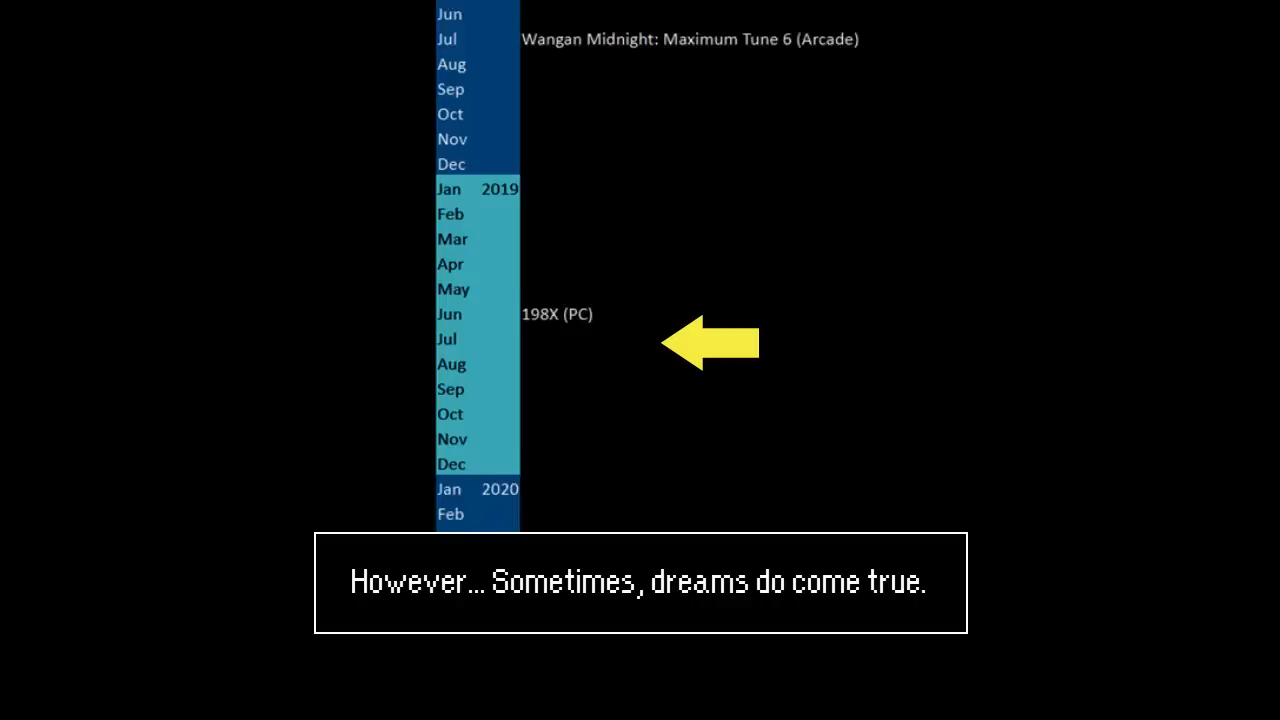 Jun
Jul Wangan Midnight: Maximum Tune 6 (Arcade)
Aug
Sep
Oct
Nov
Dec
Jan 2019
Feb
Mar
Apr
May
Jun 198X (PC)
Jul
Aug
Sep
Oct
Nov
Dec
Jan 2020
Feb
However... Sometimes, dreams do come true.